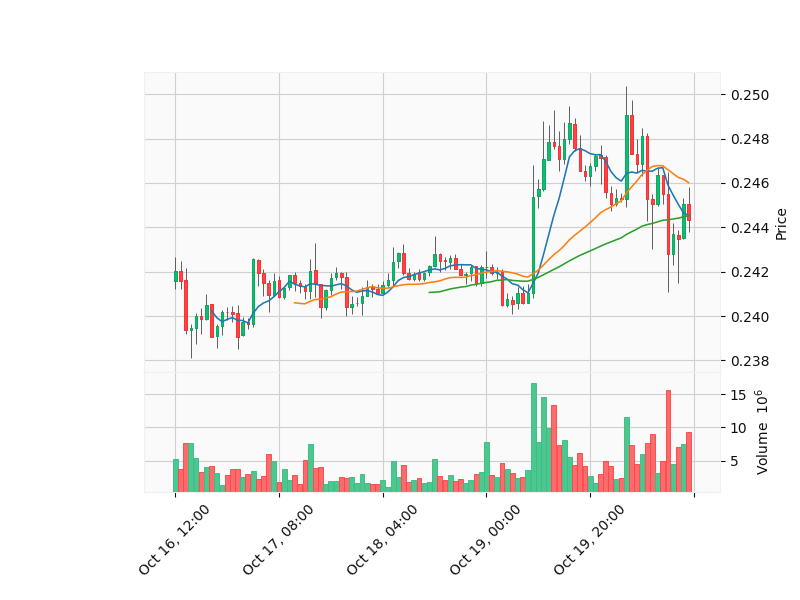 0.250
0.248
0.246
0.244
0.242
0.240
0.238
Price
15
10
5
Volume 10⁶
Oct 16, 12:00
Oct 17, 08:00
Oct 18, 04:00
Oct 19, 00:00
Oct 19, 20:00